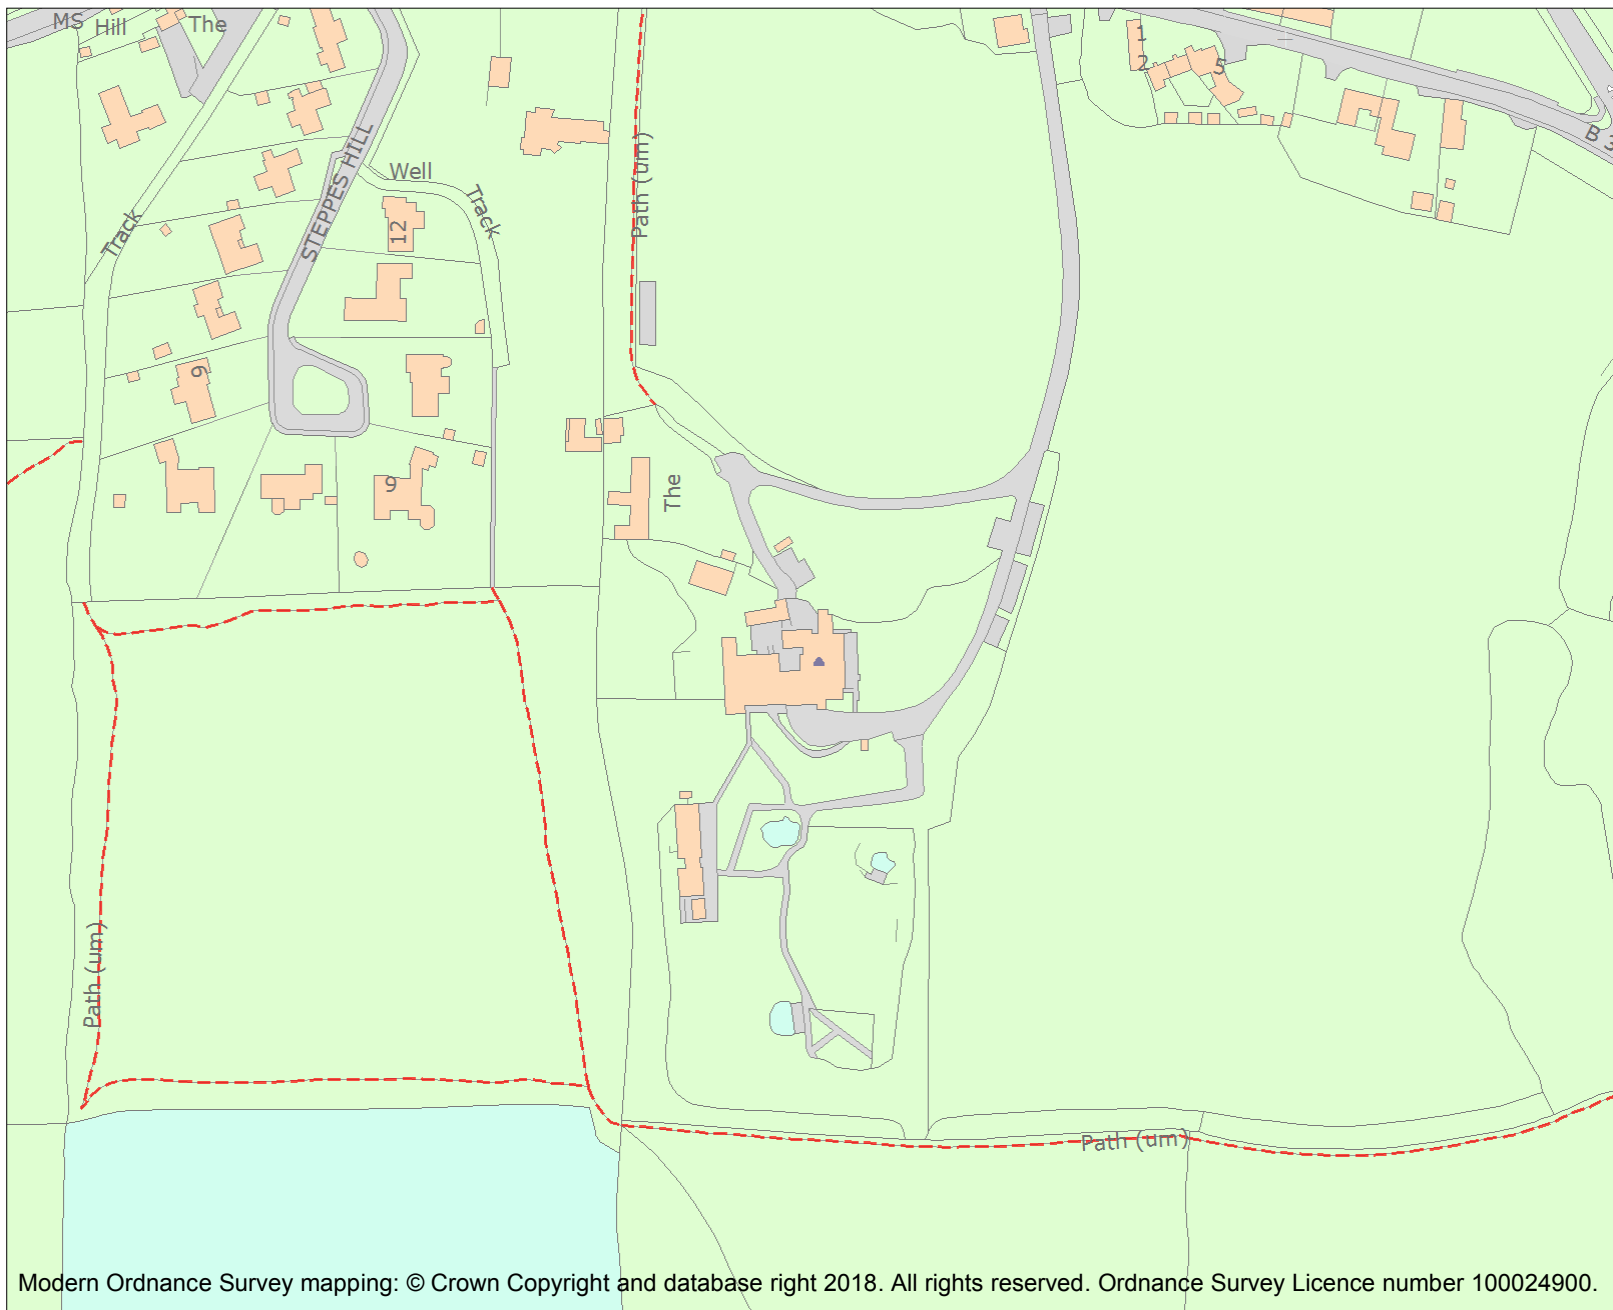 MS
Hill
The
1
2
5
B 3
Well
Track
Track
STEPPES HILL
12
Path (um)
9
9
The
Path (um)
Path (um)
Modern Ordnance Survey mapping: © Crown Copyright and database right 2018. All rights reserved. Ordnance Survey Licence number 100024900.